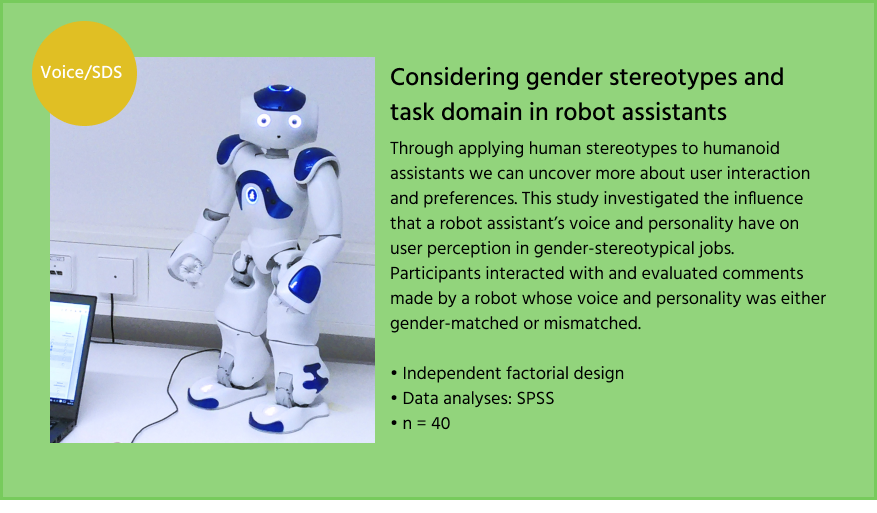 Voice/SDS
Considering gender stereotypes and
task domain in robot assistants
Through applying human stereotypes to humanoid
assistants we can uncover more about user interaction
and preferences. This study investigated the influence
that a robot assistant’s voice and personality have on
user perception in gender-stereotypical jobs.
Participants interacted with and evaluated comments
made by a robot whose voice and personality was either
gender-matched or mismatched.
• Independent factorial design
• Data analyses: SPSS
• n = 40